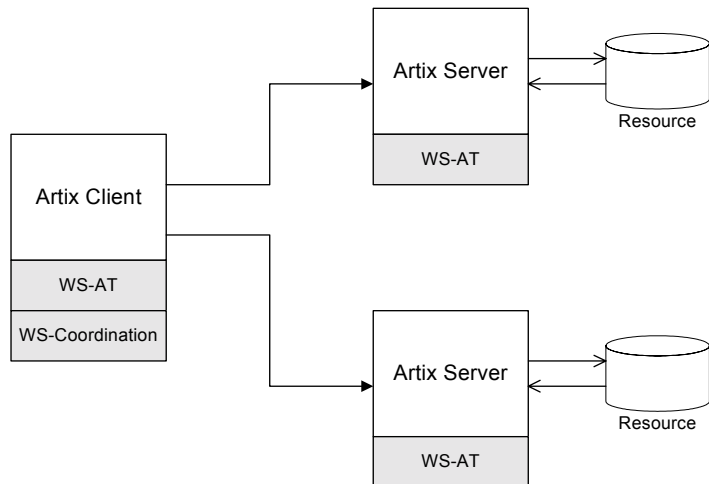 Artix Server
Resource
WS-AT
Artix Client
WS-AT
WS-Coordination
Artix Server
Resource
WS-AT